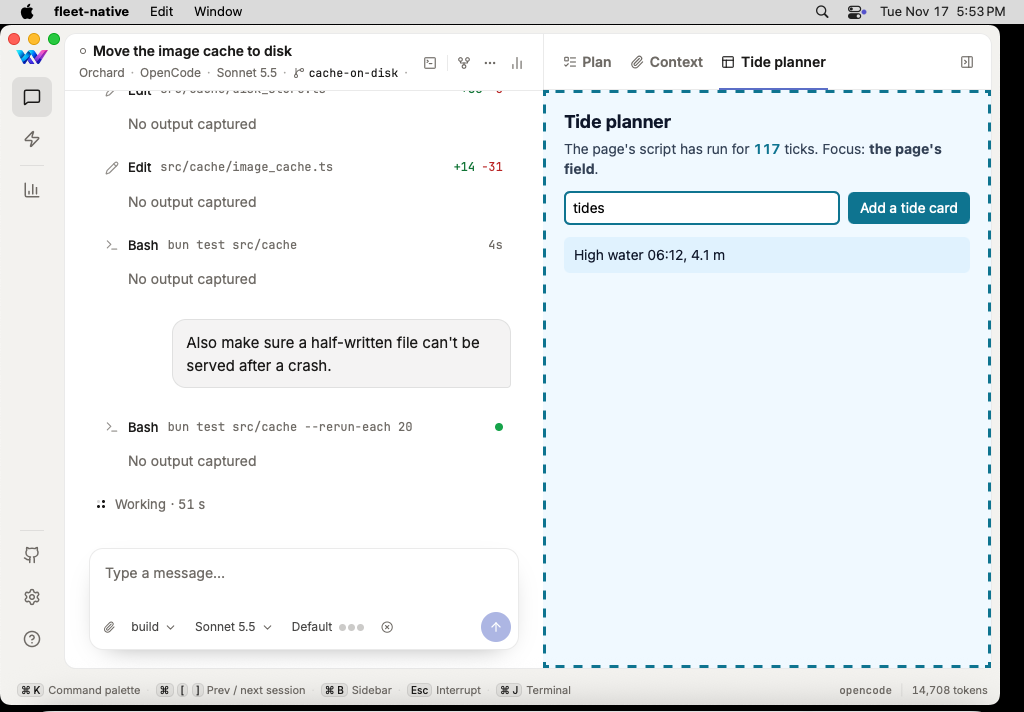 fleet-native Edit Window Tue Nov 17 5:53 PM
Move the image cache to disk
Orchard · OpenCode · Sonnet 5.5 · cache-on-disk ·
Plan Context Tide planner
Edit src/cache/disk_store.ts
No output captured
Edit src/cache/image_cache.ts +14 -31
No output captured
Bash bun test src/cache 4s
No output captured
Also make sure a half-written file can't be
served after a crash.
Bash bun test src/cache --rerun-each 20
No output captured
Working · 51 s
Type a message...
build Sonnet 5.5 Default
Tide planner
The page's script has run for 117 ticks. Focus: the page's
field.
tides Add a tide card
High water 06:12, 4.1 m
⌘ K Command palette · ⌘ [ ] Prev / next session · ⌘ B Sidebar · Esc Interrupt · ⌘ J Terminal opencode 14,708 tokens